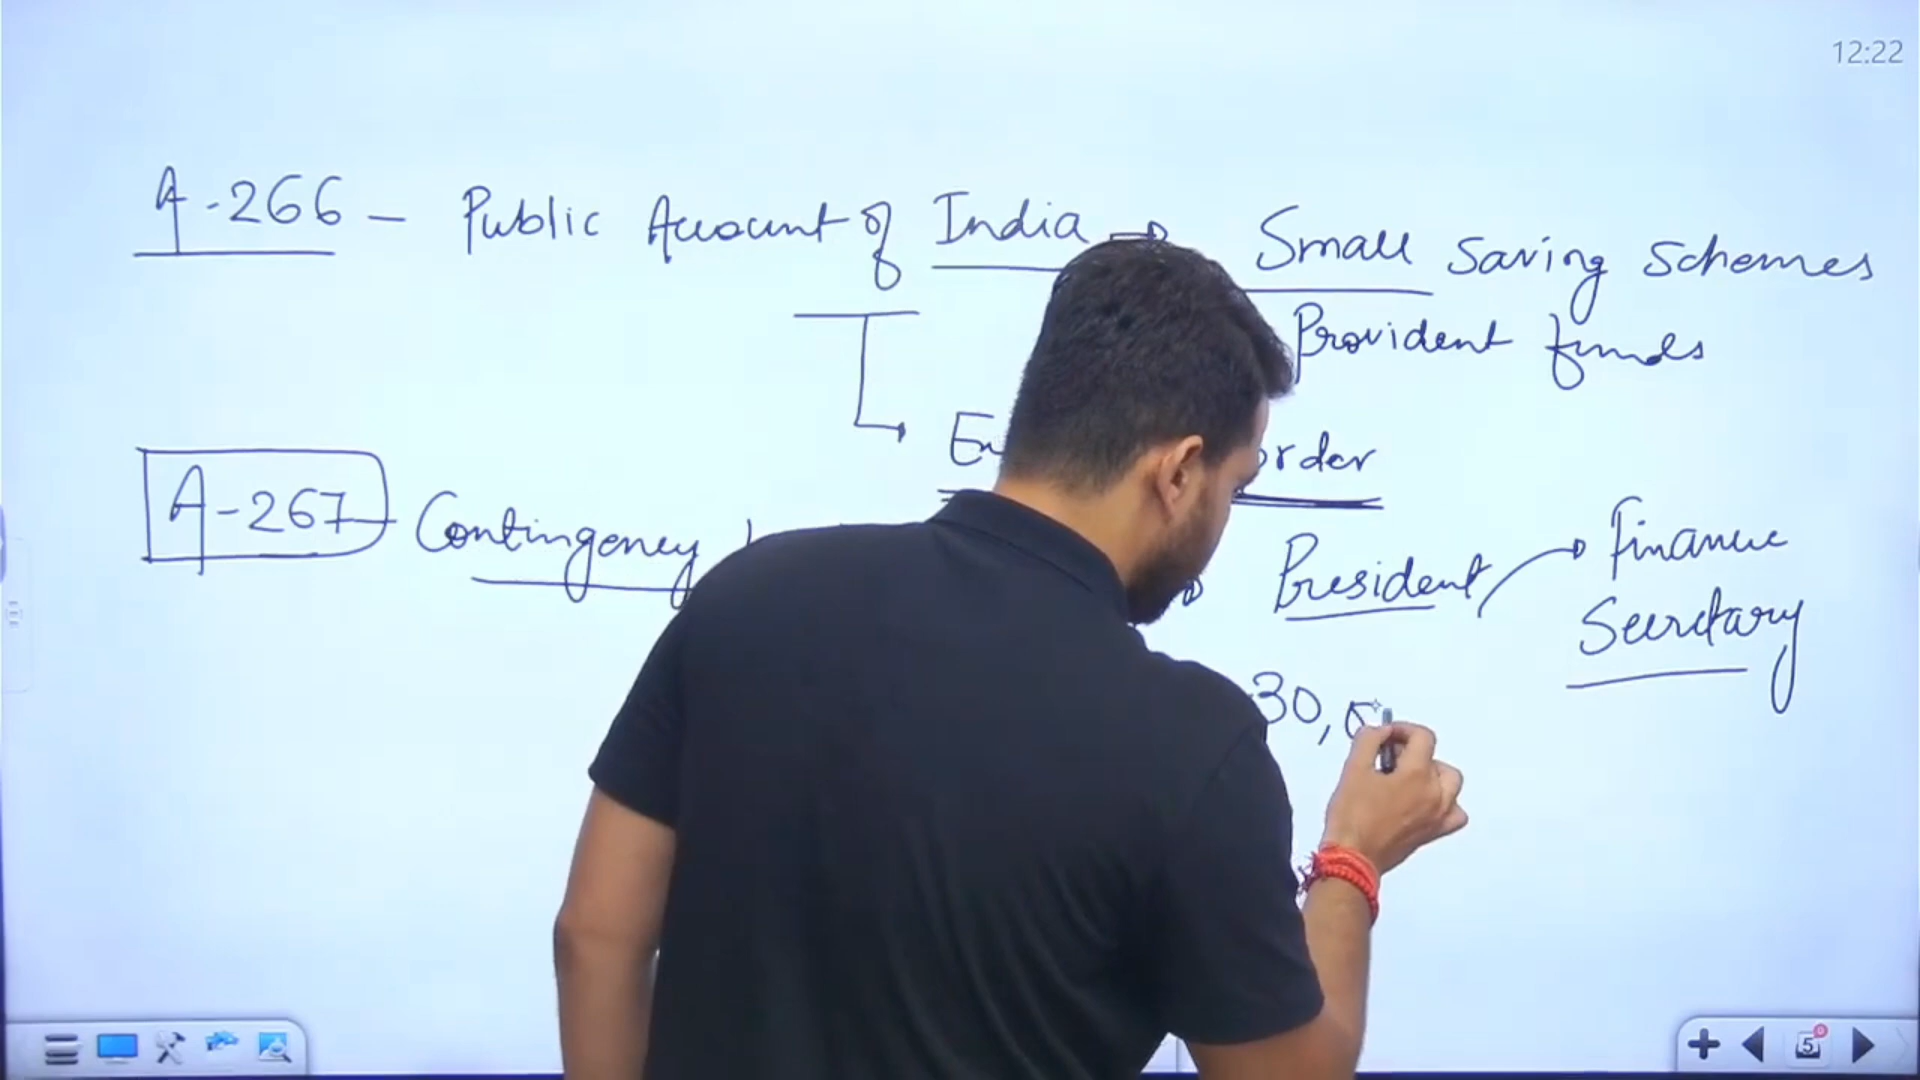 12:22
A-266 - Public Account of India → Small Saving Schemes
Provident funds
→ order
A-267 - Contingency
President → Finance
Secretary
30,
5